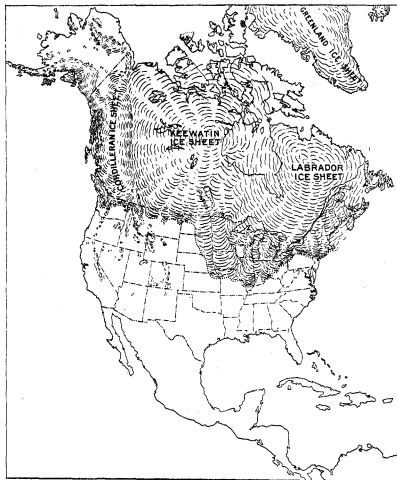 GREENLAND ICE SHEET
CORDILLERAN ICE SHEET
KEEWATIN
ICE SHEET
LABRADOR
ICE SHEET